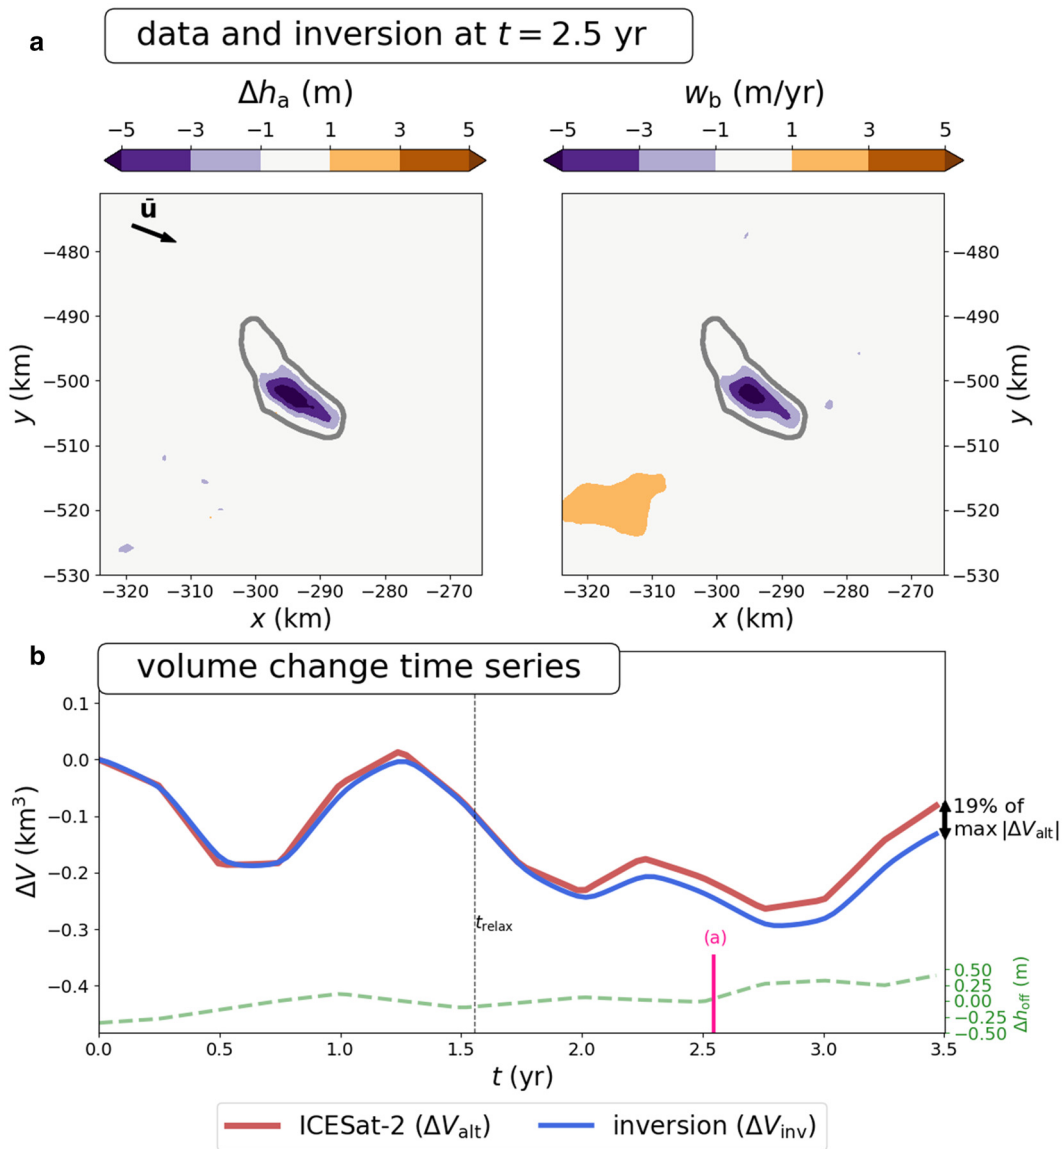 a
data and inversion at t = 2.5 yr
Δhₐ (m)
−5 −3 −1 1 3 5
w_b (m/yr)
−5 −3 −1 1 3 5
ū
y (km)
−480
−490
−500
−510
−520
−530
−320 −310 −300 −290 −280 −270
x (km)
−480
−490
−500
−510
−520
−530
y (km)
−320 −310 −300 −290 −280 −270
x (km)
b
volume change time series
ΔV (km³)
0.1
0.0
−0.1
−0.2
−0.3
−0.4
t_relax
(a)
19% of
max |ΔV_alt|
0.50
0.25
0.00
−0.25
−0.50
Δh_off (m)
0.0 0.5 1.0 1.5 2.0 2.5 3.0 3.5
t (yr)
ICESat-2 (ΔV_alt) inversion (ΔV_inv)